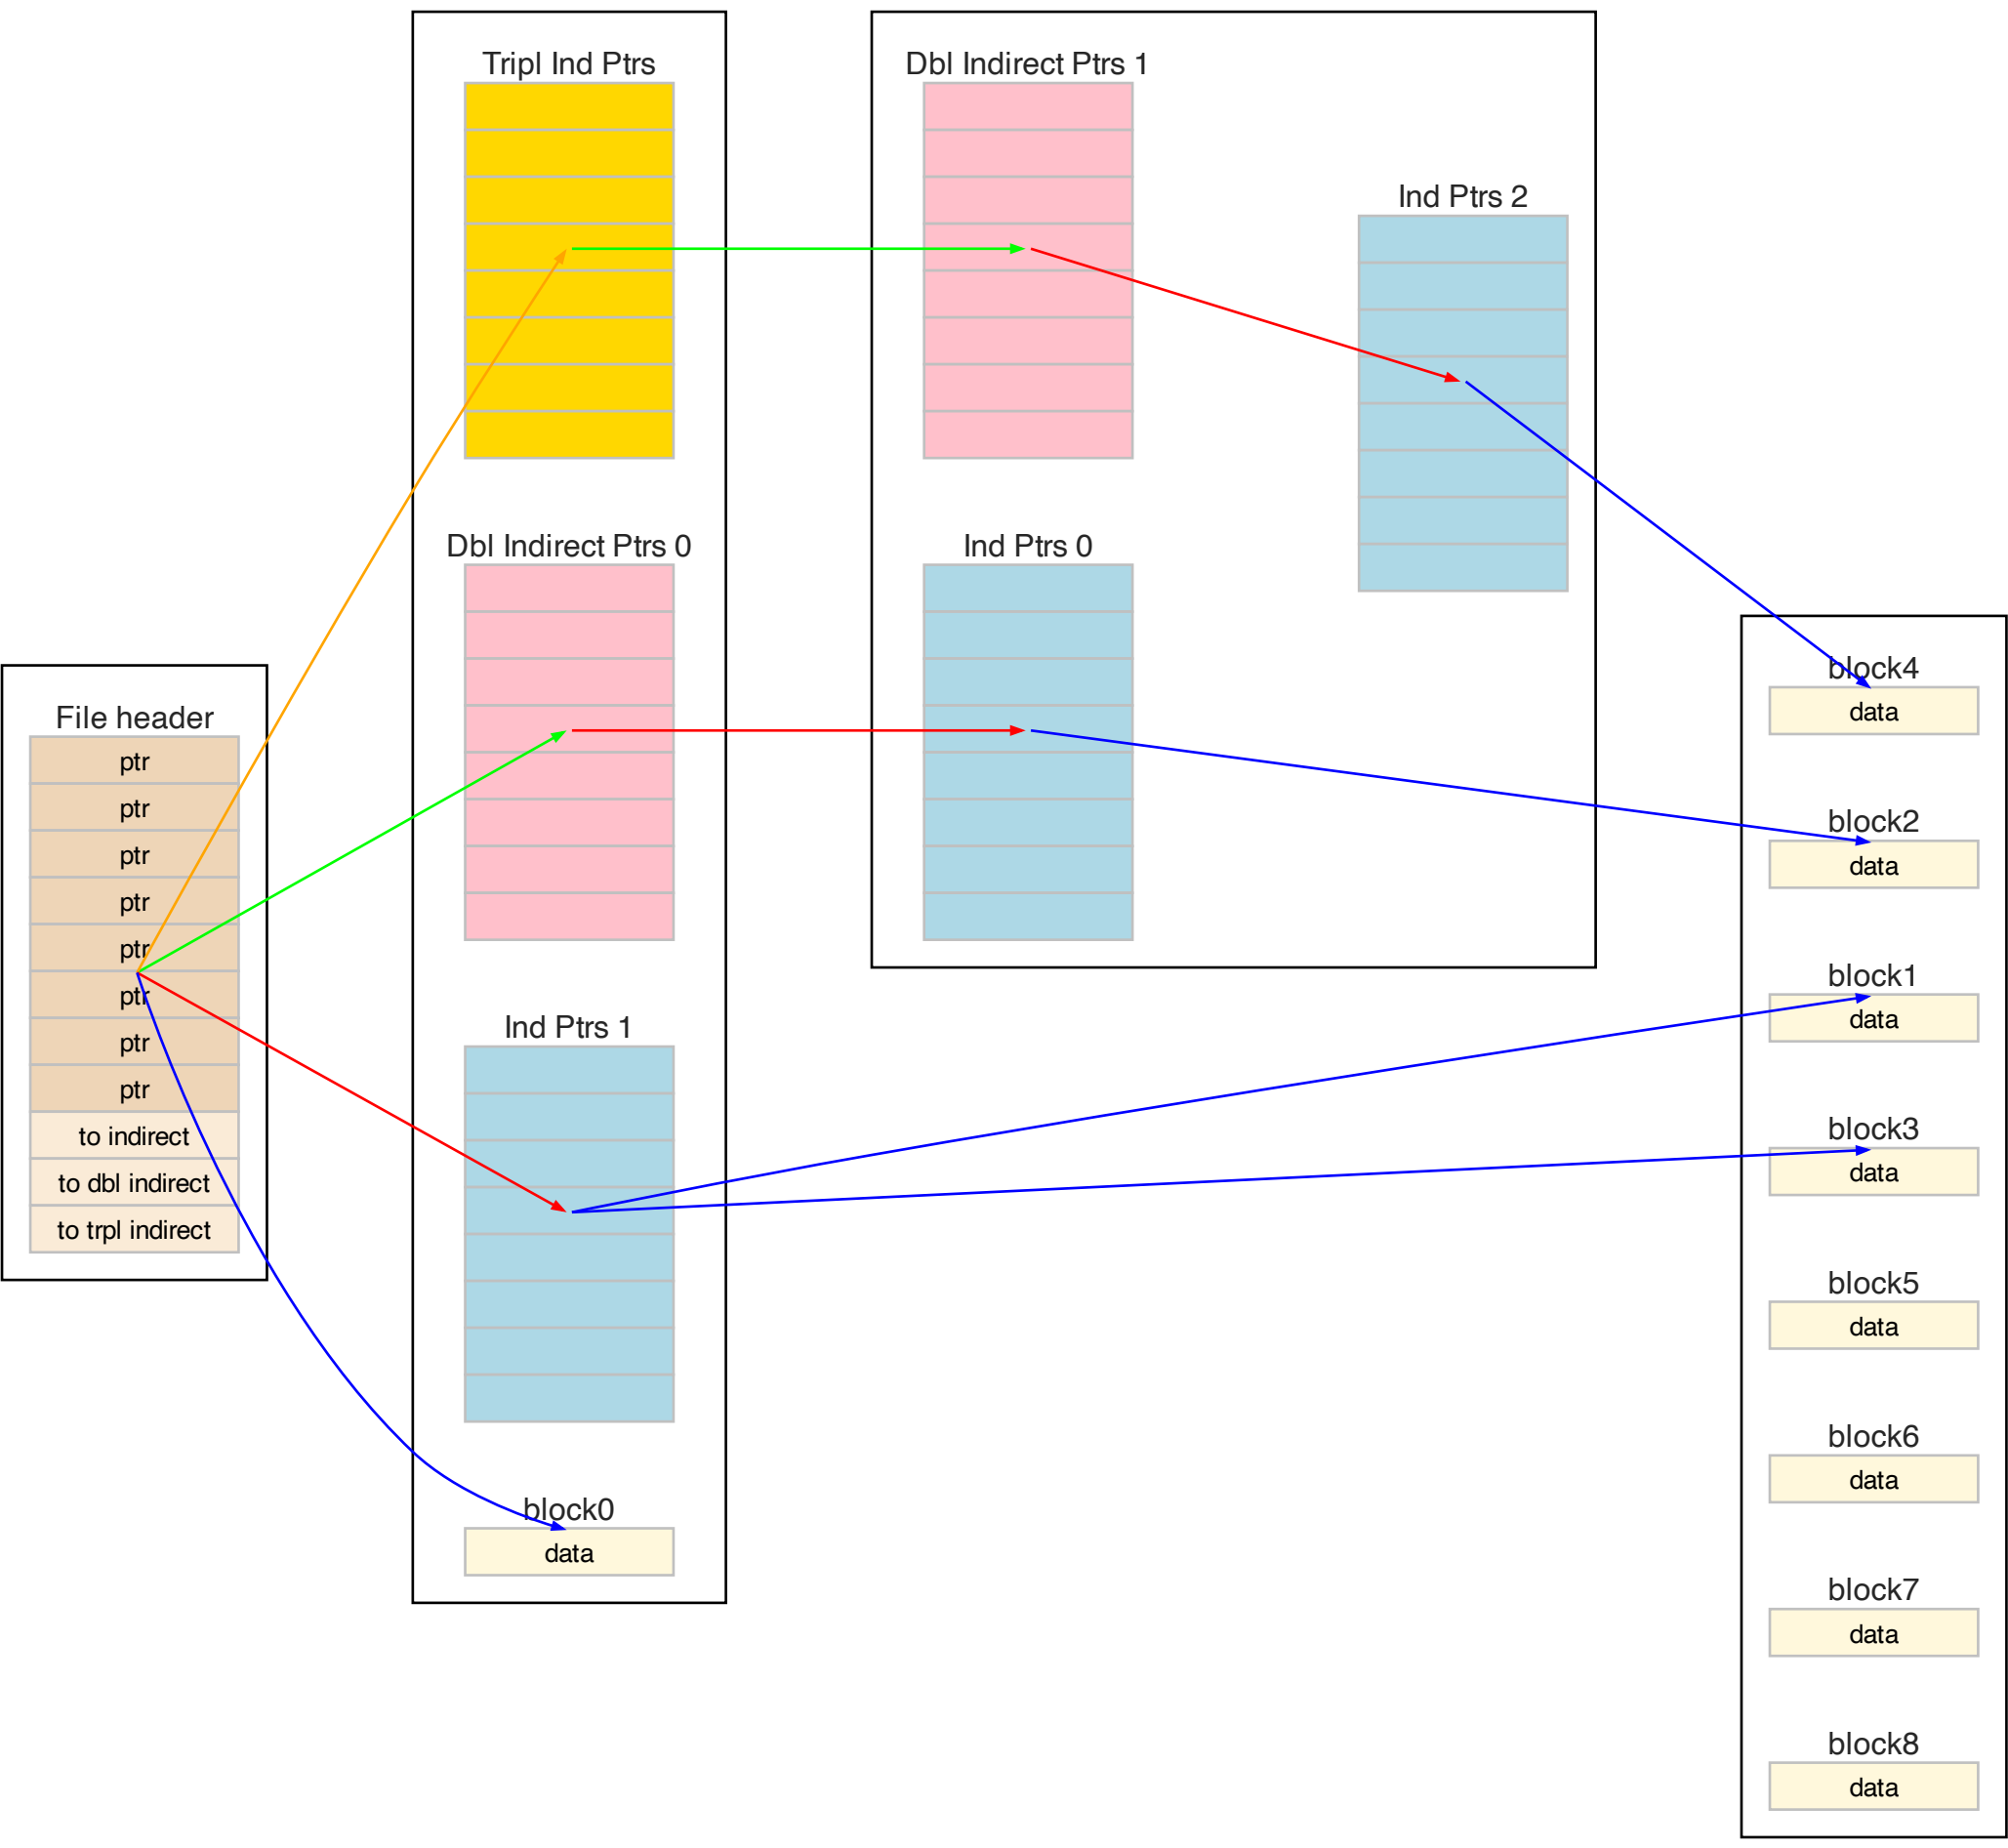 File header
ptr
ptr
ptr
ptr
ptr
ptr
ptr
ptr
to indirect
to dbl indirect
to trpl indirect
Tripl Ind Ptrs
Dbl Indirect Ptrs 0
Ind Ptrs 1
block0
data
Dbl Indirect Ptrs 1
Ind Ptrs 0
Ind Ptrs 2
block4
data
block2
data
block1
data
block3
data
block5
data
block6
data
block7
data
block8
data